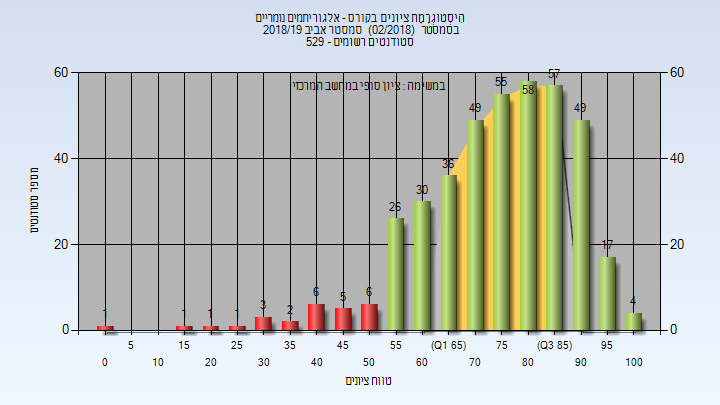 הִיסְטוֹגְרַמַת ציונים בקורס - אלגוריתמים נומריים
בסמסטר (02/2018) סמסטר אביב 2018/19
סטודנטים רשומים - 529
במשימה : ציון סופי במחשב המרכזי
מספר סטודנטים
60 60
40 40
20 20
0 0
1 1 1 1 3 2 6 5 6 26 30 36 49 55 58 57 49 17 4
5 15 25 35 45 55 (Q1 65) 75 (Q3 85) 95
0 10 20 30 40 50 60 70 80 90 100
טווח ציונים